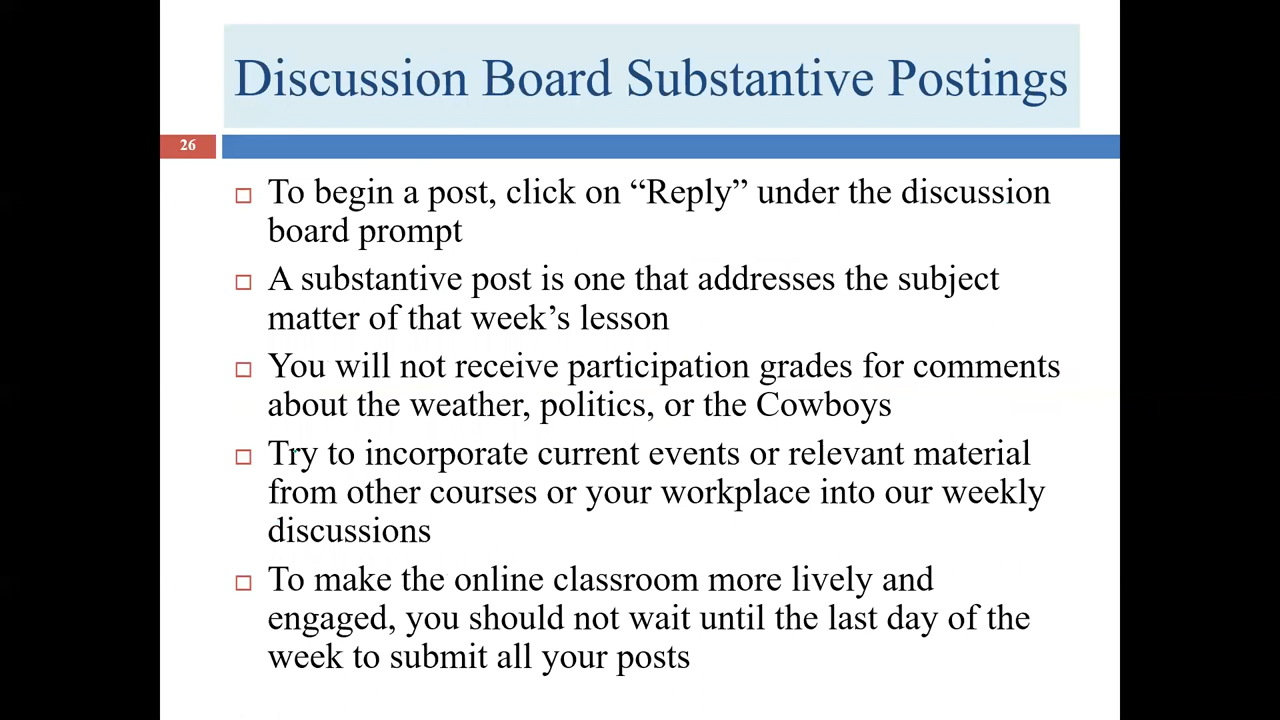 Discussion Board Substantive Postings
26
To begin a post, click on “Reply” under the discussion
board prompt
A substantive post is one that addresses the subject
matter of that week’s lesson
You will not receive participation grades for comments
about the weather, politics, or the Cowboys
Try to incorporate current events or relevant material
from other courses or your workplace into our weekly
discussions
To make the online classroom more lively and
engaged, you should not wait until the last day of the
week to submit all your posts